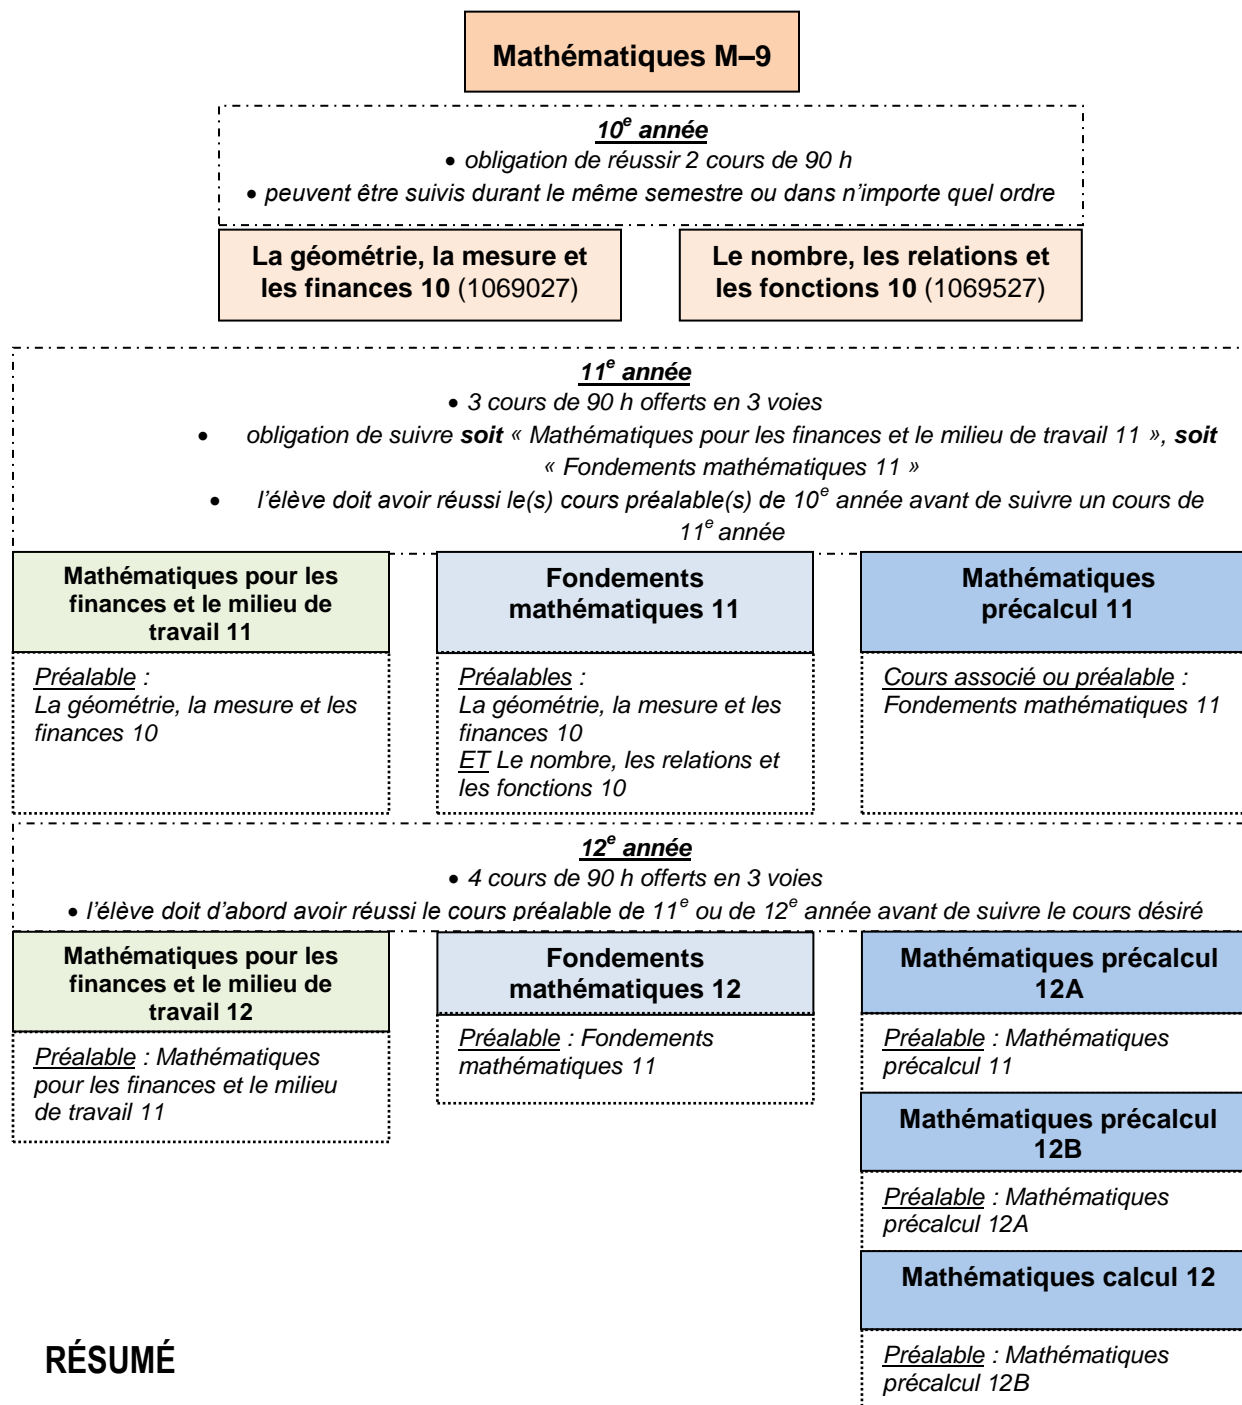 Mathématiques M–9
10e année
• obligation de réussir 2 cours de 90 h
• peuvent être suivis durant le même semestre ou dans n’importe quel ordre
La géométrie, la mesure et
les finances 10 (1069027)
Le nombre, les relations et
les fonctions 10 (1069527)
11e année
• 3 cours de 90 h offerts en 3 voies
• obligation de suivre soit « Mathématiques pour les finances et le milieu de travail 11 », soit
« Fondements mathématiques 11 »
• l’élève doit avoir réussi le(s) cours préalable(s) de 10e année avant de suivre un cours de
11e année
Mathématiques pour les
finances et le milieu de
travail 11
Préalable :
La géométrie, la mesure et les
finances 10
Fondements
mathématiques 11
Préalables :
La géométrie, la mesure et les
finances 10
ET Le nombre, les relations et
les fonctions 10
Mathématiques
précalcul 11
Cours associé ou préalable :
Fondements mathématiques 11
12e année
• 4 cours de 90 h offerts en 3 voies
• l’élève doit d’abord avoir réussi le cours préalable de 11e ou de 12e année avant de suivre le cours désiré
Mathématiques pour les
finances et le milieu de
travail 12
Préalable : Mathématiques
pour les finances et le milieu
de travail 11
Fondements
mathématiques 12
Préalable : Fondements
mathématiques 11
Mathématiques précalcul
12A
Préalable : Mathématiques
précalcul 11
Mathématiques précalcul
12B
Préalable : Mathématiques
précalcul 12A
Mathématiques calcul 12
Préalable : Mathématiques
précalcul 12B
RÉSUMÉ